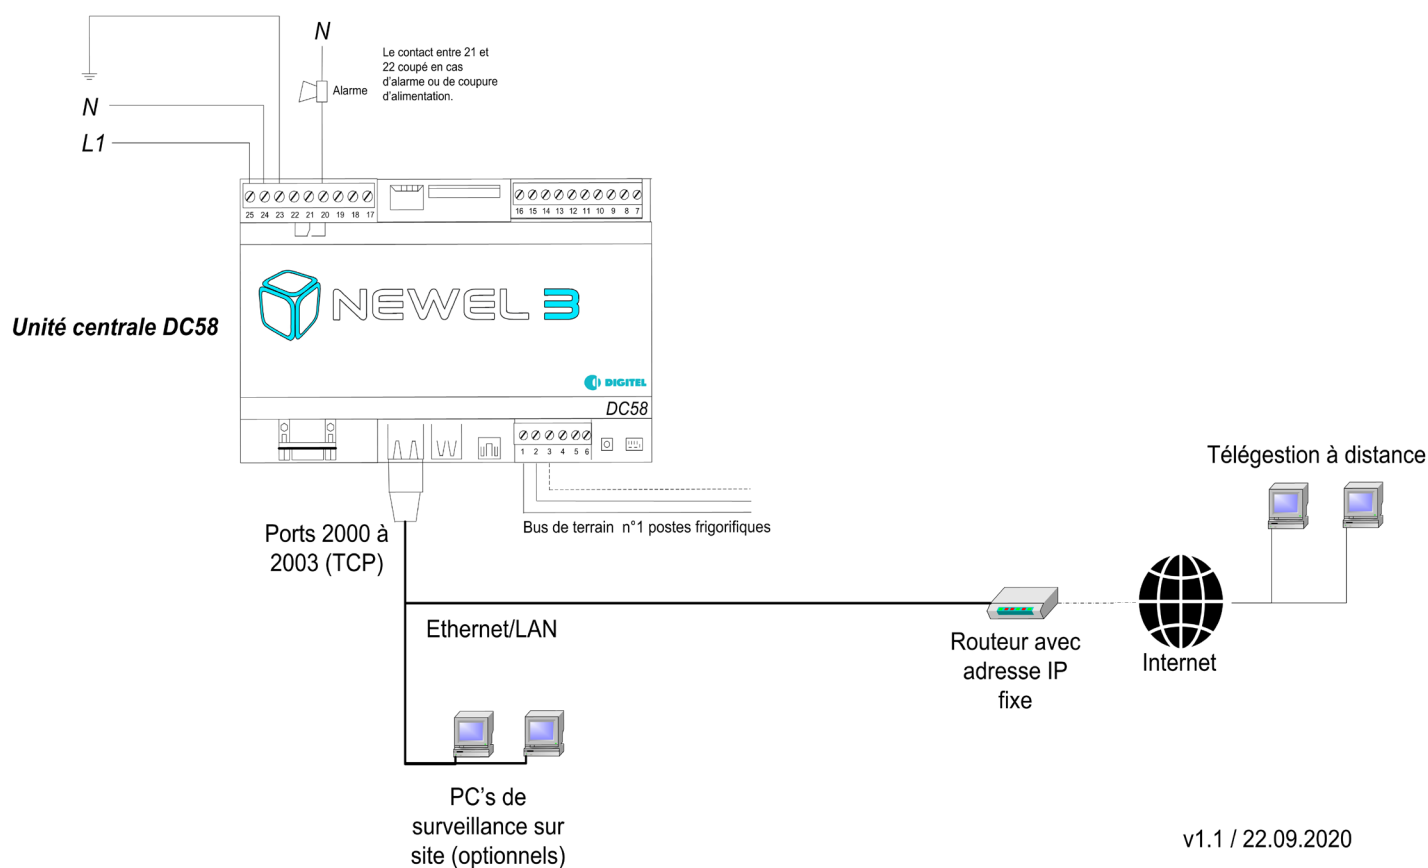 N
Le contact entre 21 et
22 coupé en cas
d'alarme ou de coupure
d'alimentation.
Alarme
N
L1
25 24 23 22 21 20 19 18 17
16 15 14 13 12 11 10 9 8 7
NEWEL 3
Unité centrale DC58
DIGITEL
DC58
1 2 3 4 5 6
Bus de terrain n°1 postes frigorifiques
Ports 2000 à
2003 (TCP)
Télégestion à distance
Ethernet/LAN
Routeur avec
adresse IP
fixe
Internet
PC's de
surveillance sur
site (optionnels)
v1.1 / 22.09.2020